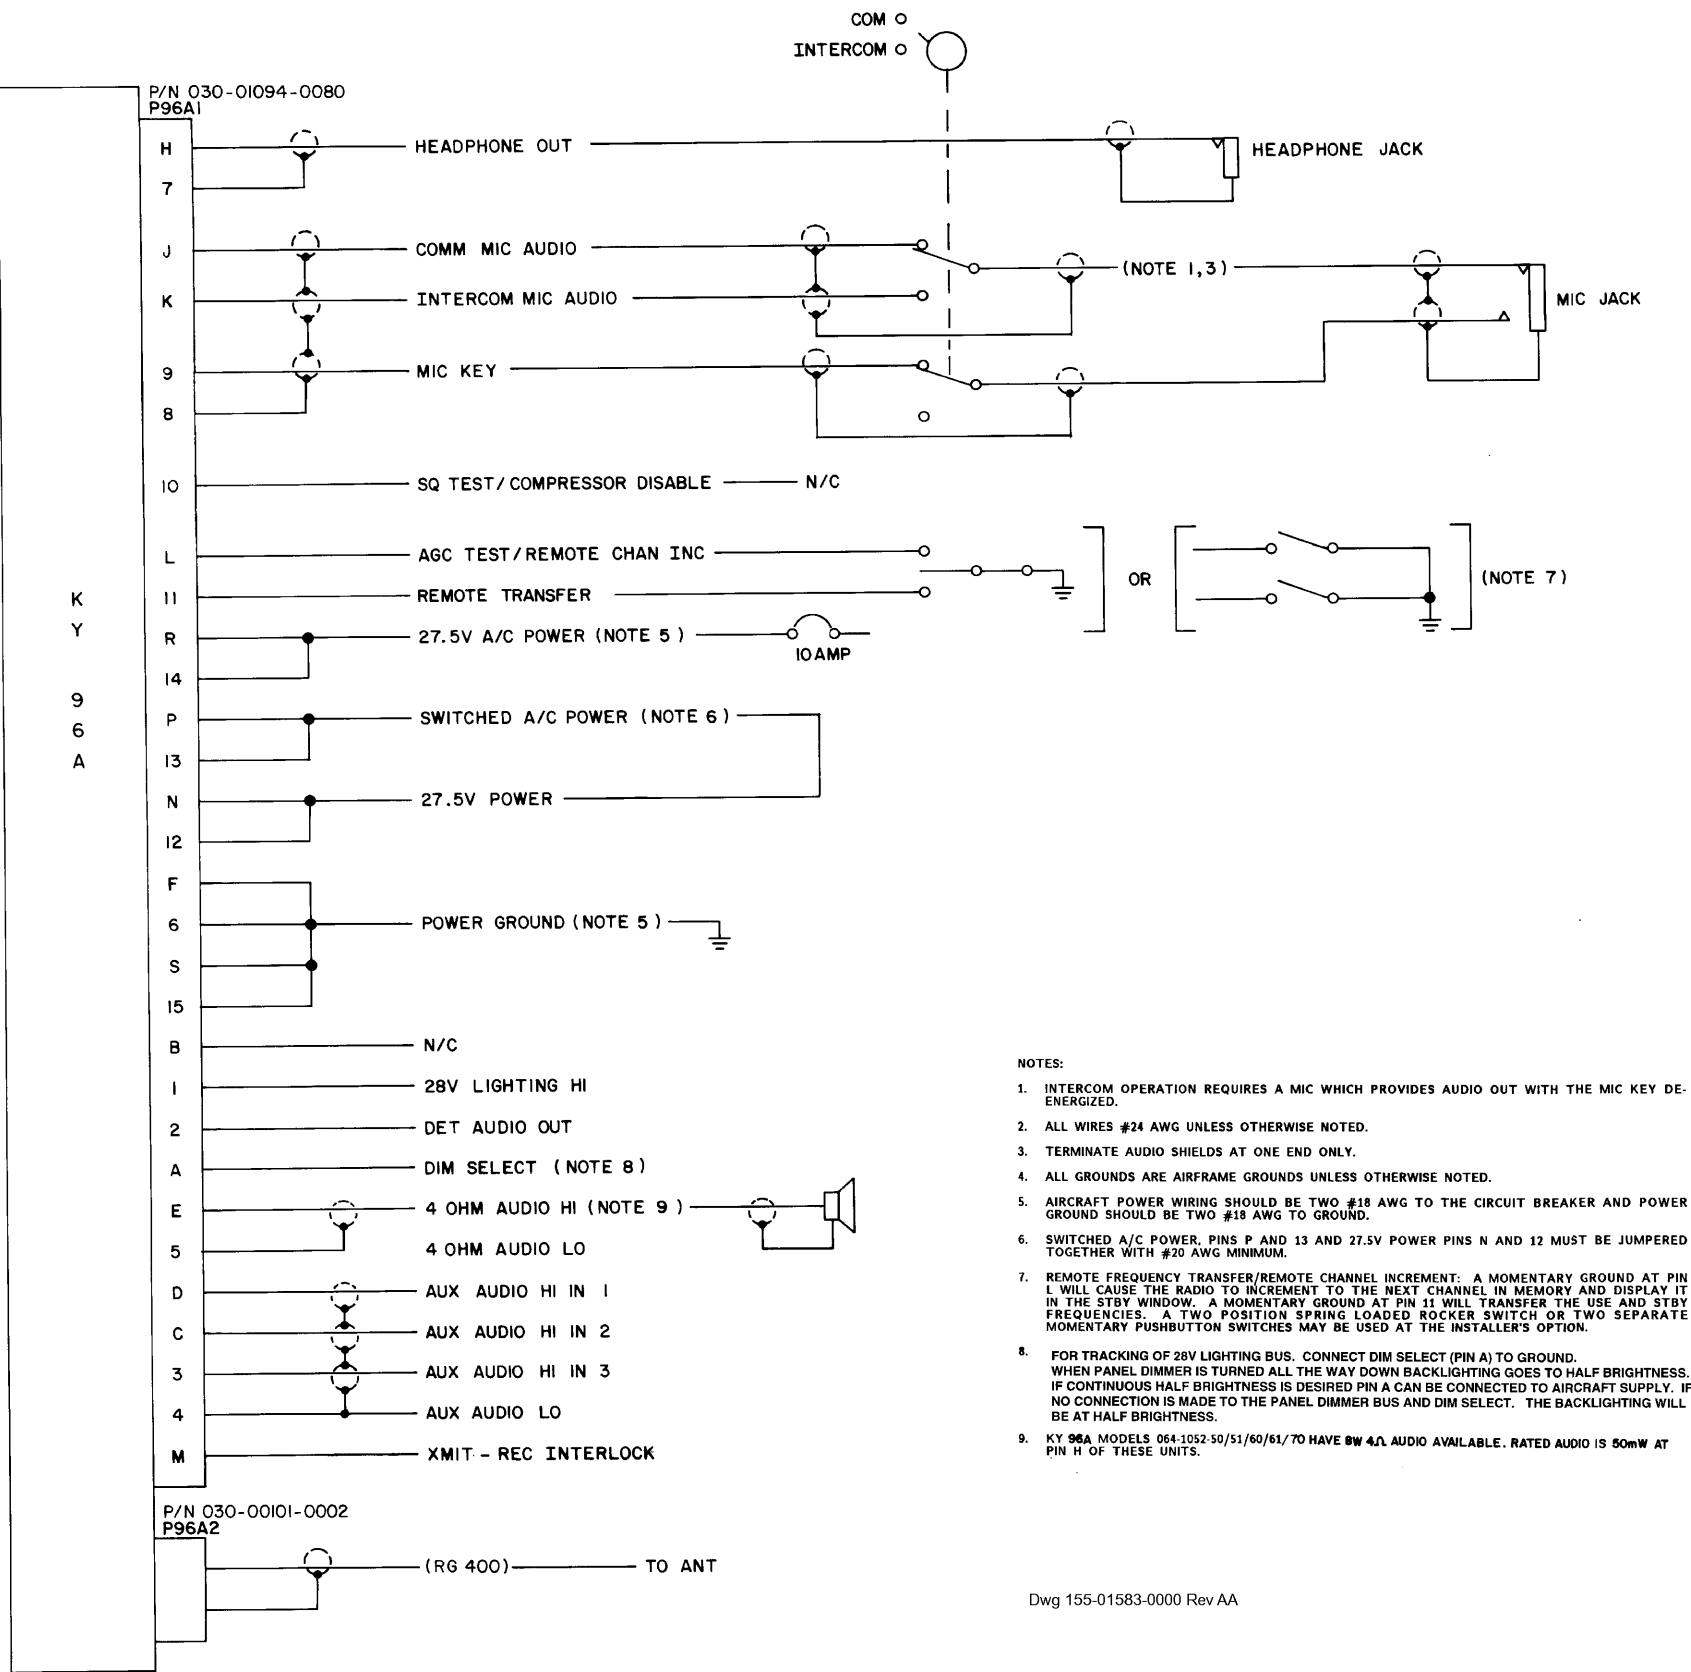 COM
INTERCOM
P/N 030-01094-0080
P96A1
H HEADPHONE OUT HEADPHONE JACK
7
J COMM MIC AUDIO (NOTE 1,3)
K INTERCOM MIC AUDIO MIC JACK
9 MIC KEY
8
10 SQ TEST/COMPRESSOR DISABLE N/C
L AGC TEST/REMOTE CHAN INC
OR (NOTE 7)
11 REMOTE TRANSFER
R 27.5V A/C POWER (NOTE 5)
10 AMP
14
P SWITCHED A/C POWER (NOTE 6)
13
N 27.5V POWER
12
F
6 POWER GROUND (NOTE 5)
S
15
B N/C
1 28V LIGHTING HI
2 DET AUDIO OUT
A DIM SELECT (NOTE 8)
E 4 OHM AUDIO HI (NOTE 9)
5 4 OHM AUDIO LO
D AUX AUDIO HI IN 1
C AUX AUDIO HI IN 2
3 AUX AUDIO HI IN 3
4 AUX AUDIO LO
M XMIT - REC INTERLOCK
K
Y
9
6
A
P/N 030-00101-0002
P96A2
(RG 400) TO ANT
NOTES:
1. INTERCOM OPERATION REQUIRES A MIC WHICH PROVIDES AUDIO OUT WITH THE MIC KEY DE-
ENERGIZED.
2. ALL WIRES #24 AWG UNLESS OTHERWISE NOTED.
3. TERMINATE AUDIO SHIELDS AT ONE END ONLY.
4. ALL GROUNDS ARE AIRFRAME GROUNDS UNLESS OTHERWISE NOTED.
5. AIRCRAFT POWER WIRING SHOULD BE TWO #18 AWG TO THE CIRCUIT BREAKER AND POWER
GROUND SHOULD BE TWO #18 AWG TO GROUND.
6. SWITCHED A/C POWER, PINS P AND 13 AND 27.5V POWER PINS N AND 12 MUST BE JUMPERED
TOGETHER WITH #20 AWG MINIMUM.
7. REMOTE FREQUENCY TRANSFER/REMOTE CHANNEL INCREMENT: A MOMENTARY GROUND AT PIN
L WILL CAUSE THE RADIO TO INCREMENT TO THE NEXT CHANNEL IN MEMORY AND DISPLAY IT
IN THE STBY WINDOW. A MOMENTARY GROUND AT PIN 11 WILL TRANSFER THE USE AND STBY
FREQUENCIES. A TWO POSITION SPRING LOADED ROCKER SWITCH OR TWO SEPARATE
MOMENTARY PUSHBUTTON SWITCHES MAY BE USED AT THE INSTALLER'S OPTION.
8. FOR TRACKING OF 28V LIGHTING BUS. CONNECT DIM SELECT (PIN A) TO GROUND.
WHEN PANEL DIMMER IS TURNED ALL THE WAY DOWN BACKLIGHTING GOES TO HALF BRIGHTNESS.
IF CONTINUOUS HALF BRIGHTNESS IS DESIRED PIN A CAN BE CONNECTED TO AIRCRAFT SUPPLY. IF
NO CONNECTION IS MADE TO THE PANEL DIMMER BUS AND DIM SELECT. THE BACKLIGHTING WILL
BE AT HALF BRIGHTNESS.
9. KY 96A MODELS 064-1052-50/51/60/61/70 HAVE 8W 4Ω AUDIO AVAILABLE. RATED AUDIO IS 50mW AT
PIN H OF THESE UNITS.
Dwg 155-01583-0000 Rev AA